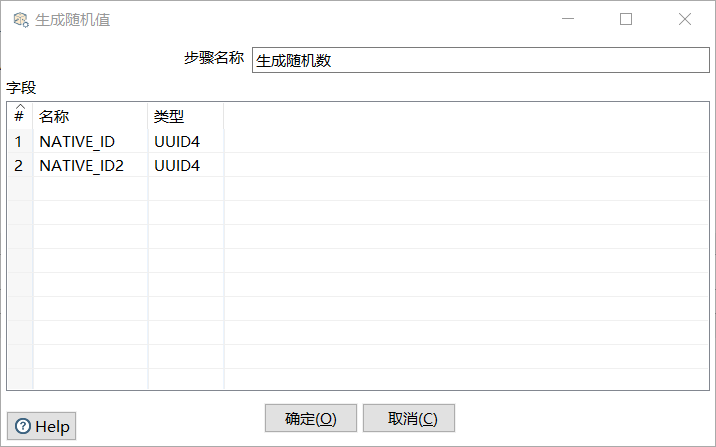 生成随机值
步骤名称 生成随机数
字段
# 名称 类型
1 NATIVE_ID UUID4
2 NATIVE_ID2 UUID4
Help 确定(O) 取消(C)